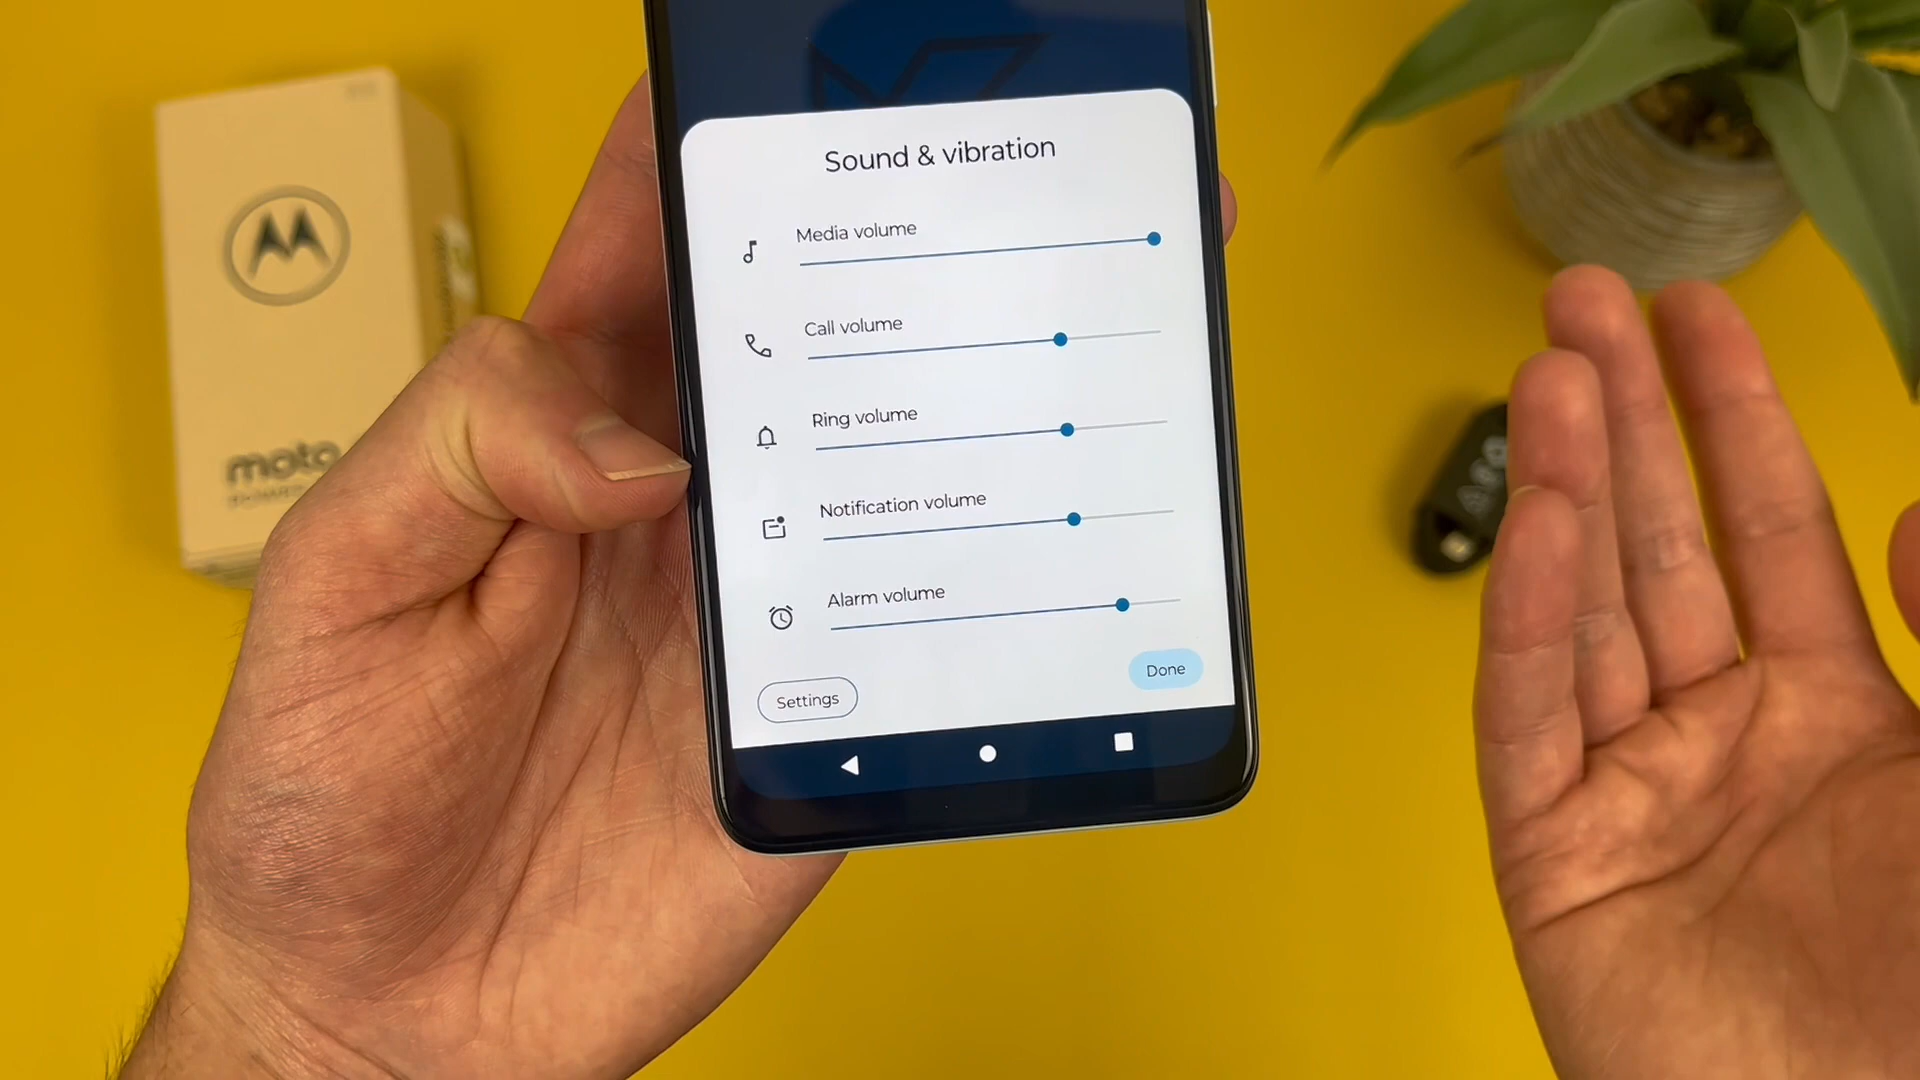 Sound & vibration
Media volume
Call volume
Ring volume
Notification volume
Alarm volume
Settings
Done
moto